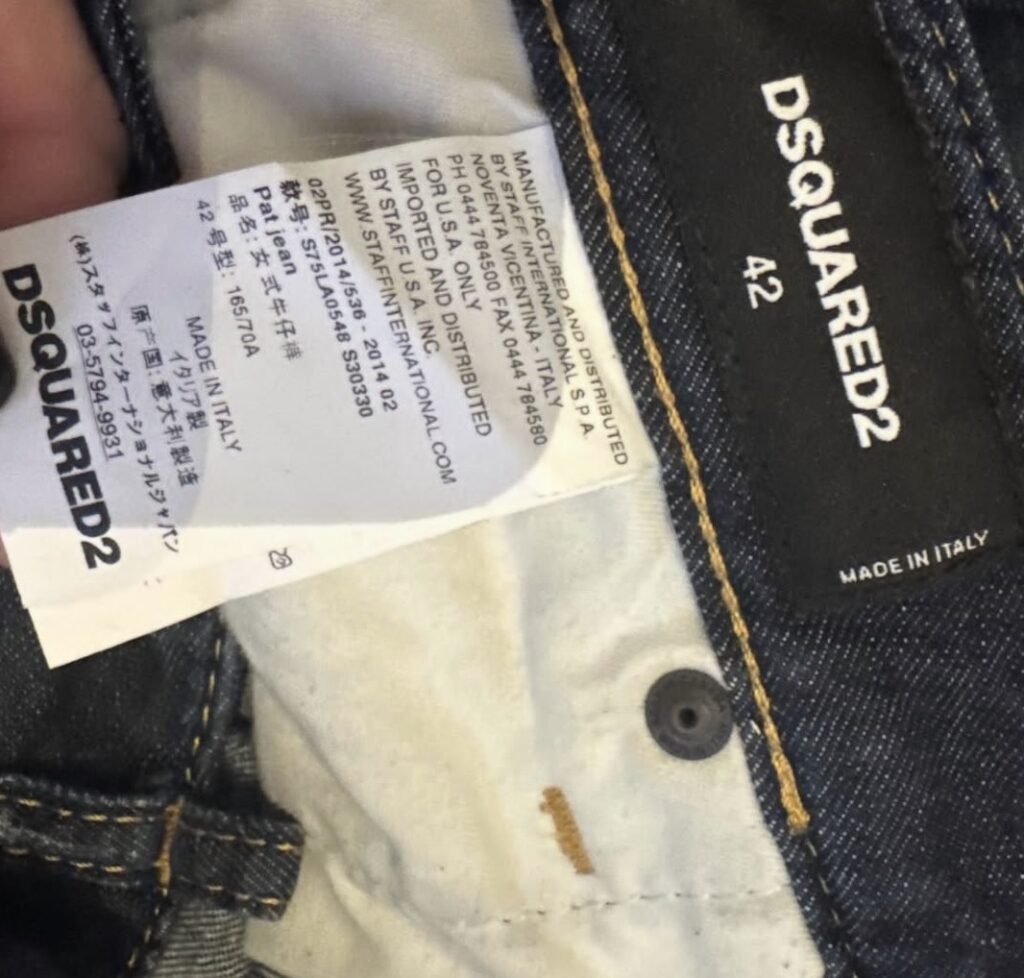 MANUFACTURED AND DISTRIBUTED
BY STAFF INTERNATIONAL S.P.A.
NOVENTA VICENTINA - ITALY
PH 0444 784500 FAX 0444 784580
FOR U.S.A. ONLY
IMPORTED AND DISTRIBUTED
BY STAFF U.S.A. INC.
WWW.STAFFINTERNATIONAL.COM
02PR/2014/536 - 2014 02
款号: S75LA0548 S30330
Pat jean
品名: 女式牛仔裤
42 号型: 165/70A
MADE IN ITALY
イタリア製
原产国: 意大利製造
(株)スタッフインターナショナルジャパン
03-5794-9931
DSQUARED2
DSQUARED2
42
MADE IN ITALY